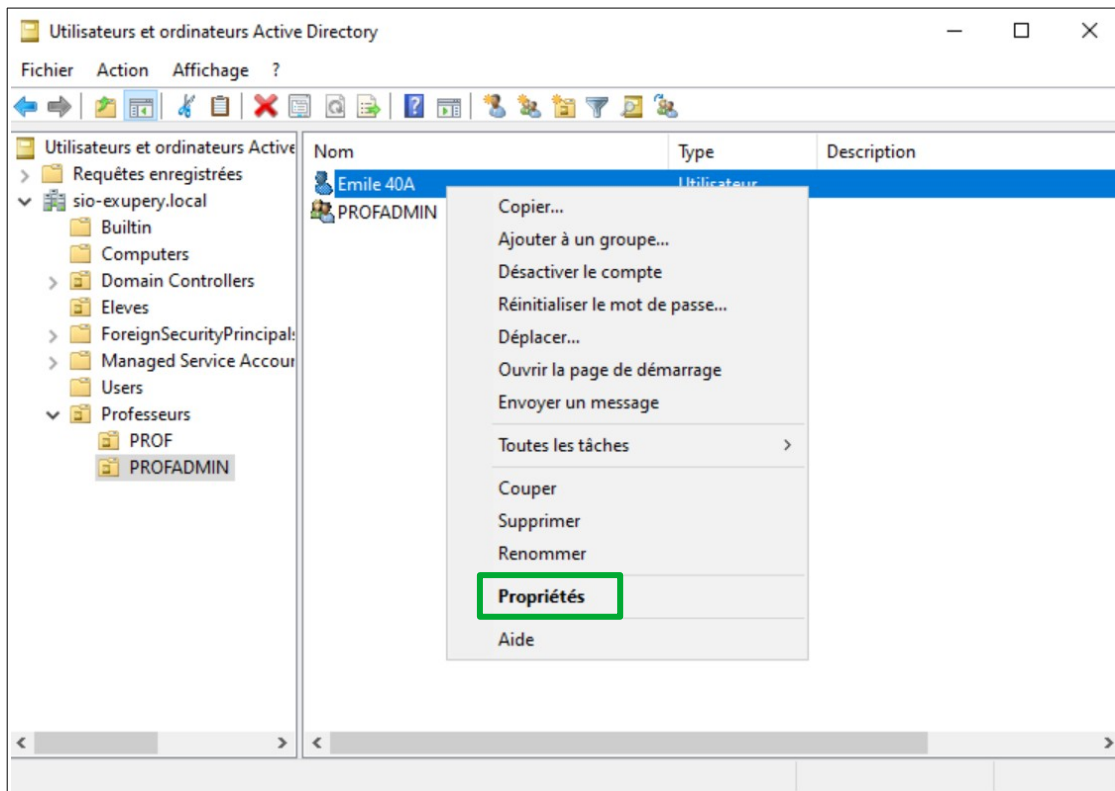 Utilisateurs et ordinateurs Active Directory
Fichier Action Affichage ?
Utilisateurs et ordinateurs Active
Requêtes enregistrées
sio-exupery.local
Builtin
Computers
Domain Controllers
Eleves
ForeignSecurityPrincipals
Managed Service Accour
Users
Professeurs
PROF
PROFADMIN
Nom Type Description
Emile 40A Utilisateur
PROFADMIN
Copier...
Ajouter à un groupe...
Désactiver le compte
Réinitialiser le mot de passe...
Déplacer...
Ouvrir la page de démarrage
Envoyer un message
Toutes les tâches
Couper
Supprimer
Renommer
Propriétés
Aide